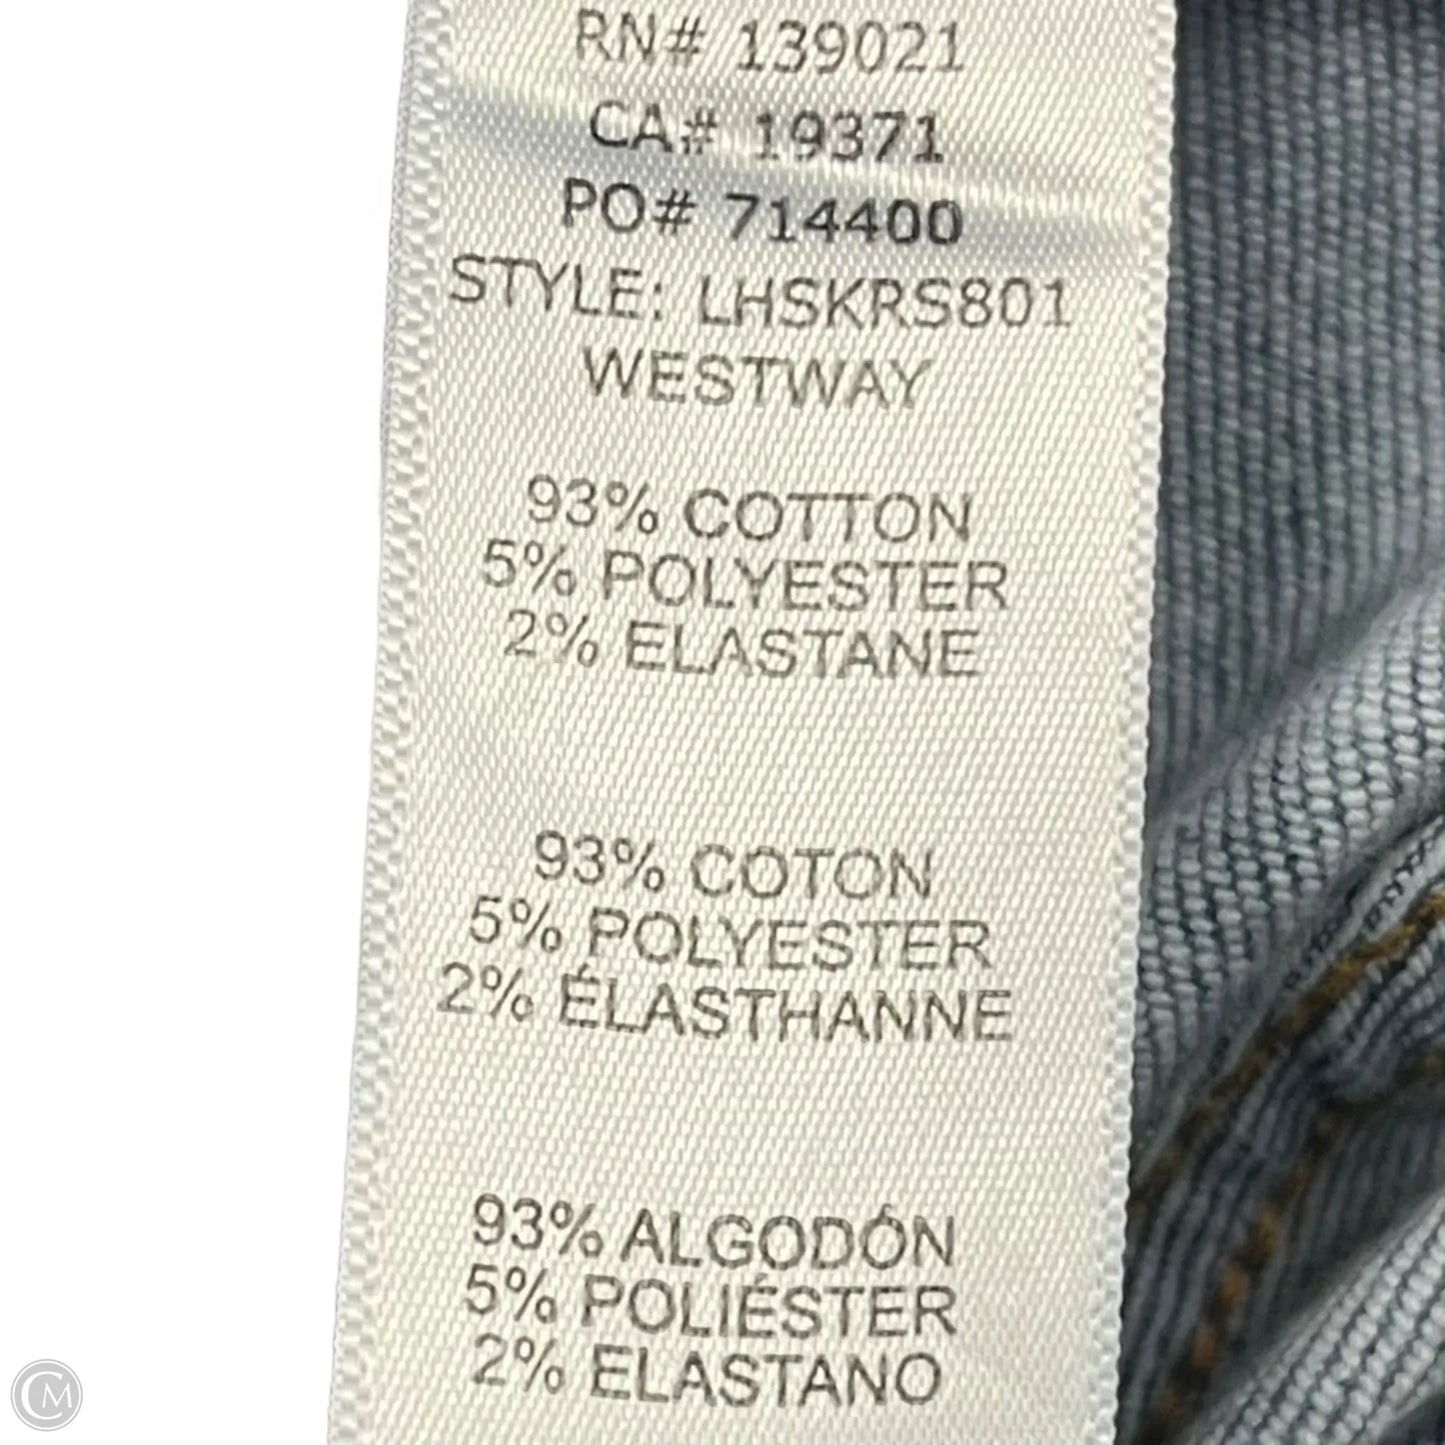 RN# 139021
CA# 19371
PO# 714400
STYLE: LHSKRS801
WESTWAY
93% COTTON
5% POLYESTER
2% ELASTANE
93% COTON
5% POLYESTER
2% ÉLASTHANNE
93% ALGODÓN
5% POLIÉSTER
2% ELASTANO
CM